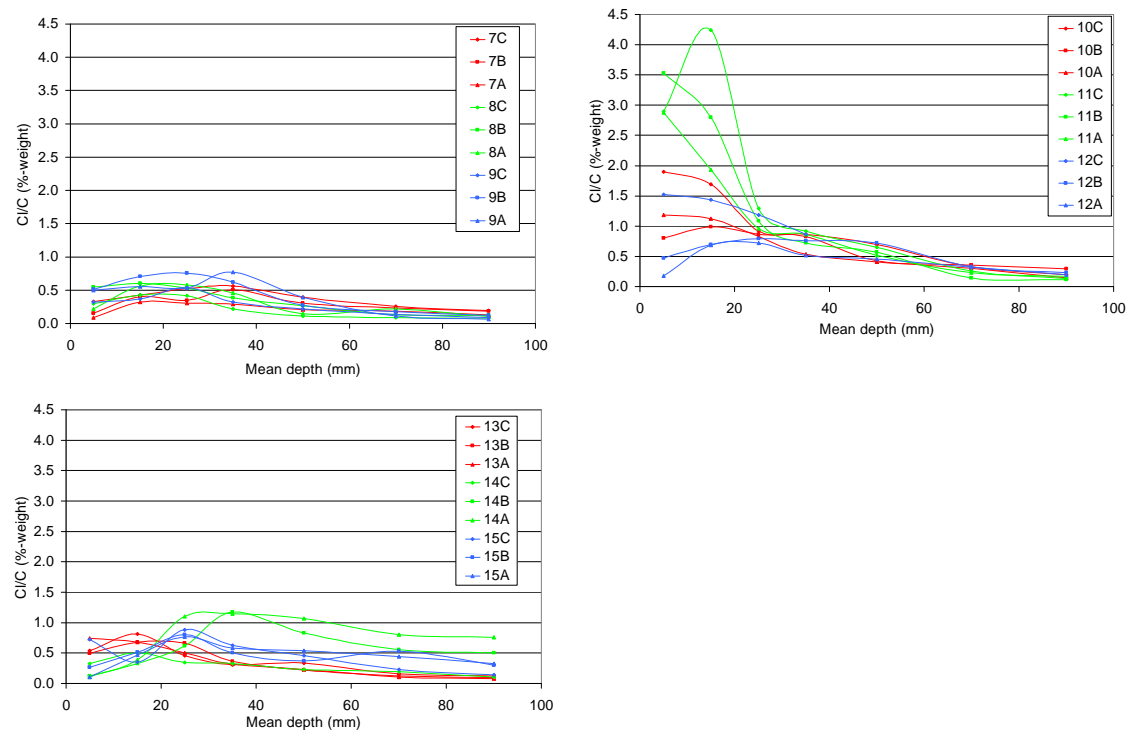 4.5
4.0
3.5
3.0
2.5
2.0
1.5
1.0
0.5
0.0
Cl/C (%-weight)
0 20 40 60 80 100
Mean depth (mm)
7C
7B
7A
8C
8B
8A
9C
9B
9A
4.5
4.0
3.5
3.0
2.5
2.0
1.5
1.0
0.5
0.0
Cl/C (%-weight)
0 20 40 60 80 100
Mean depth (mm)
10C
10B
10A
11C
11B
11A
12C
12B
12A
4.5
4.0
3.5
3.0
2.5
2.0
1.5
1.0
0.5
0.0
Cl/C (%-weight)
0 20 40 60 80 100
Mean depth (mm)
13C
13B
13A
14C
14B
14A
15C
15B
15A